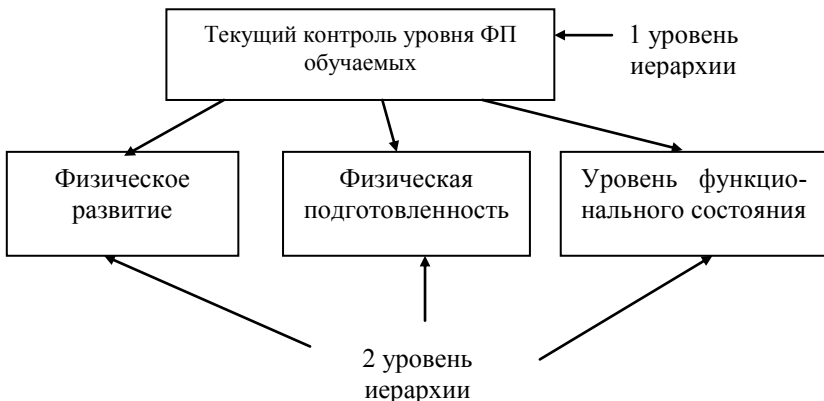 Текущий контроль уровня ФП
обучаемых
1 уровень
иерархии
Физическое
развитие
Физическая
подготовленность
Уровень функцио-
нального состояния
2 уровень
иерархии